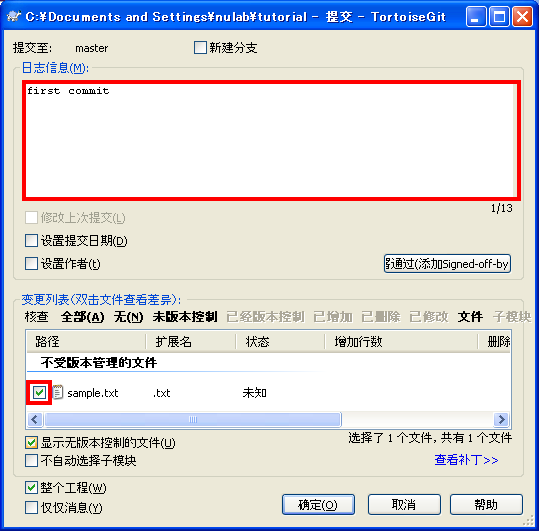 C:¥Documents and Settings¥nulab¥tutorial - 提交 - TortoiseGit
提交至: master 新建分支
日志信息(M):
first commit
1/13
修改上次提交(L)
设置提交日期(D)
设置作者(t)
通过(添加Signed-off-by
变更列表(双击文件查看差异):
核查 全部(A) 无(N) 未版本控制 已经版本控制 已增加 已删除 已修改 文件 子模块
路径 扩展名 状态 增加行数 删除
不受版本管理的文件
sample.txt .txt 未知
显示无版本控制的文件(U) 选择了 1 个文件, 共有 1 个文件
不自动选择子模块 查看补丁>>
整个工程(W)
仅仅消息(Y)
确定(O) 取消 帮助